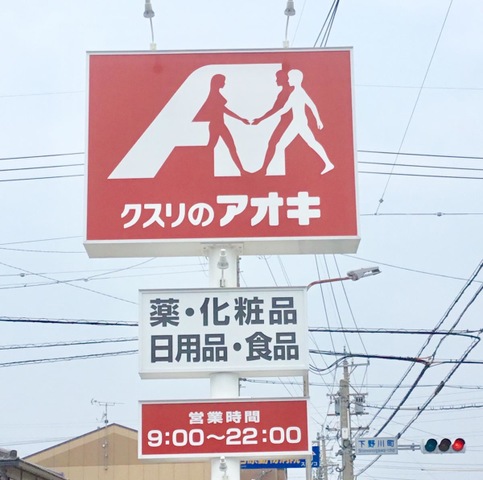 クスリのアオキ
薬・化粧品
日用品・食品
営業時間
9:00～22:00
下野川町